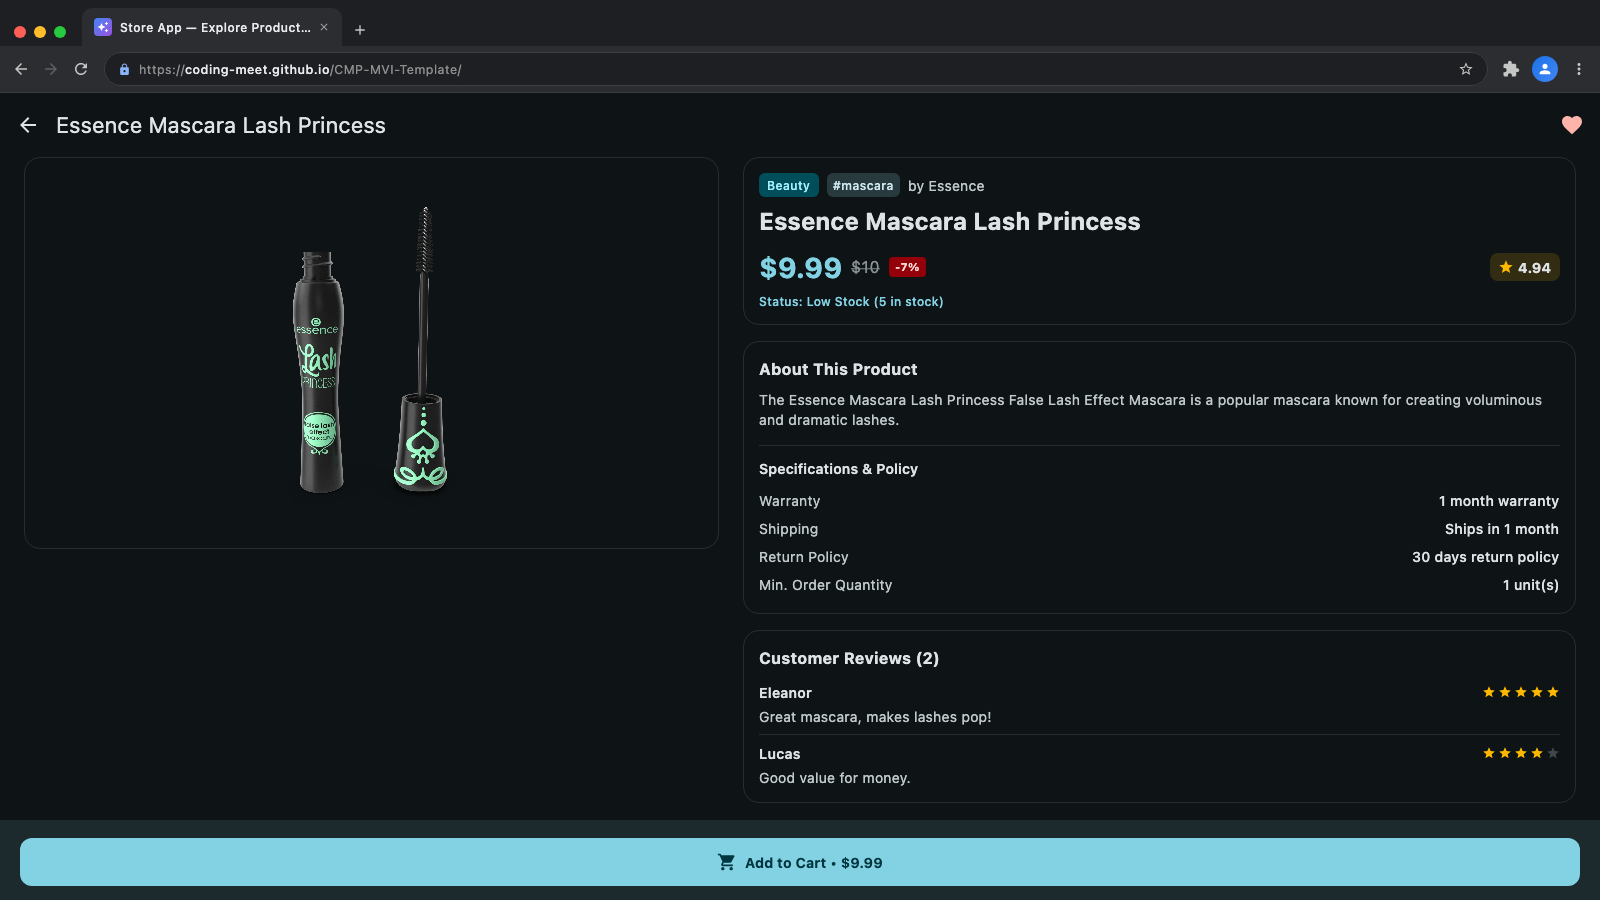 Store App — Explore Product...
https://coding-meet.github.io/CMP-MVI-Template/
Essence Mascara Lash Princess
essence
Lash
PRINCESS
false lash
effect
mascara
Beauty
#mascara
by Essence
Essence Mascara Lash Princess
$9.99 $10 -7%
4.94
Status: Low Stock (5 in stock)
About This Product
The Essence Mascara Lash Princess False Lash Effect Mascara is a popular mascara known for creating voluminous
and dramatic lashes.
Specifications & Policy
Warranty 1 month warranty
Shipping Ships in 1 month
Return Policy 30 days return policy
Min. Order Quantity 1 unit(s)
Customer Reviews (2)
Eleanor
Great mascara, makes lashes pop!
Lucas
Good value for money.
Add to Cart • $9.99